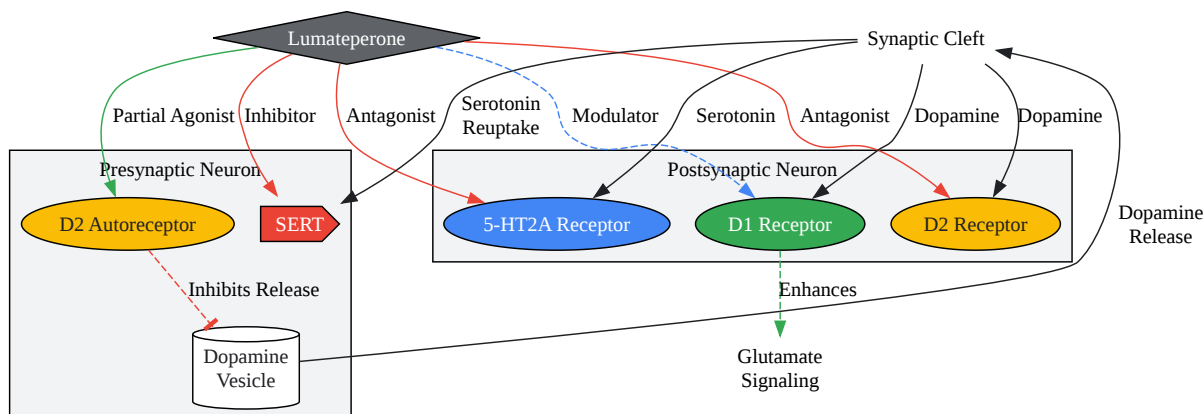 Lumateperone
Synaptic Cleft
Partial Agonist
Inhibitor
Antagonist
Serotonin
Reuptake
Modulator
Serotonin
Antagonist
Dopamine
Dopamine
Presynaptic Neuron
Postsynaptic Neuron
D2 Autoreceptor
SERT
5-HT2A Receptor
D1 Receptor
D2 Receptor
Dopamine
Release
Inhibits Release
Enhances
Dopamine
Vesicle
Glutamate
Signaling